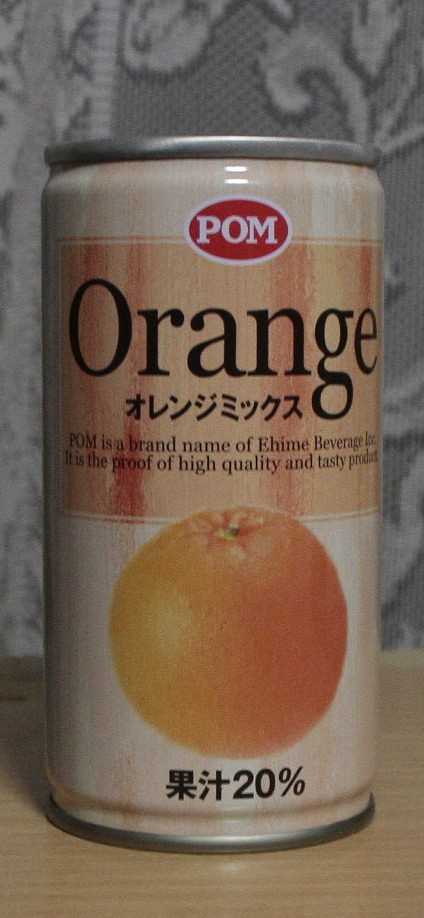 POM
Orange
オレンジミックス
POM is a brand name of Ehime Beverage Inc.
It is the proof of high quality and tasty product
果汁20%